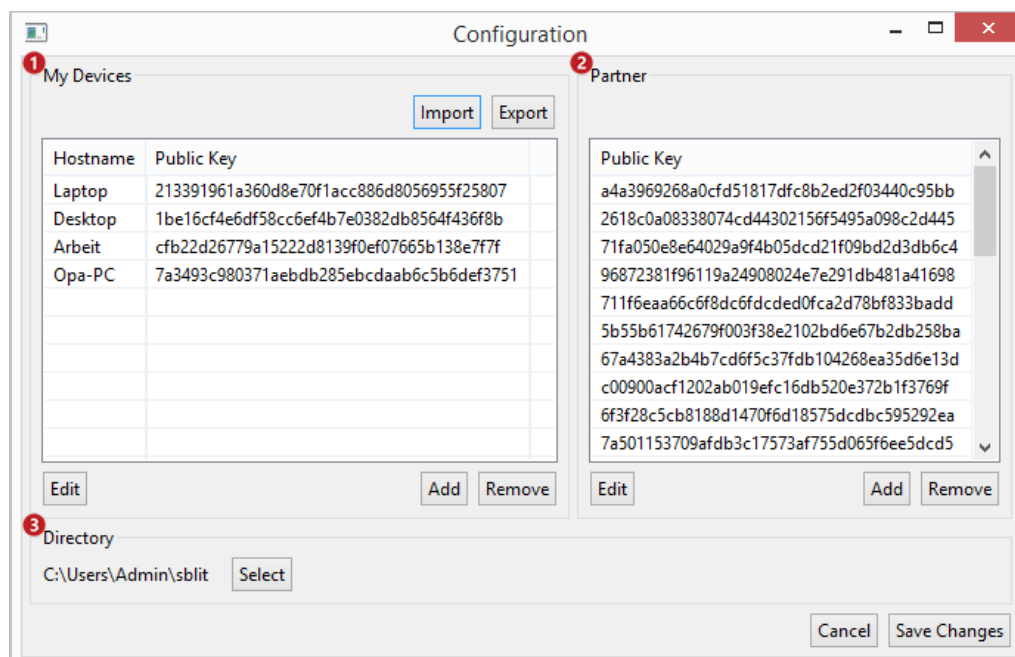 Configuration
1 My Devices
Import Export
Hostname Public Key
Laptop 213391961a360d8e70f1acc886d8056955f25807
Desktop 1be16cf4e6df58cc6ef4b7e0382db8564f436f8b
Arbeit cfb22d26779a15222d8139f0ef07665b138e7f7f
Opa-PC 7a3493c980371aebdb285ebcdaab6c5b6def3751
Edit Add Remove
2 Partner
Public Key
a4a3969268a0cfd51817dfc8b2ed2f03440c95bb
2618c0a08338074cd44302156f5495a098c2d445
71fa050e8e64029a9f4b05dcd21f09bd2d3db6c4
96872381f96119a24908024e7e291db481a41698
711f6eaa66c6f8dc6fdcded0fca2d78bf833badd
5b55b61742679f003f38e2102bd6e67b2db258ba
67a4383a2b4b7cd6f5c37fdb104268ea35d6e13d
c00900acf1202ab019efc16db520e372b1f3769f
6f3f28c5cb8188d1470f6d18575dcdbc595292ea
7a501153709afdb3c17573af755d065f6ee5dcd5
Edit Add Remove
3 Directory
C:\Users\Admin\sblit Select
Cancel Save Changes